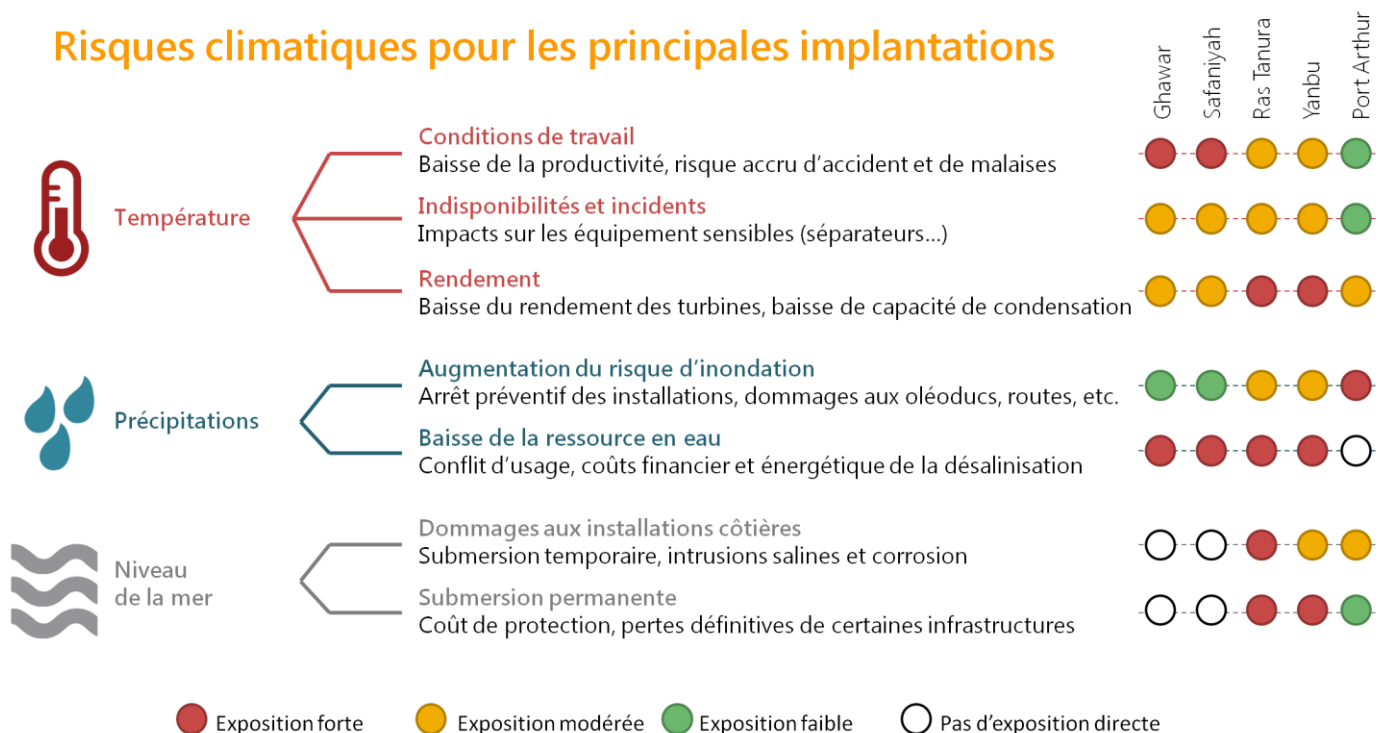 Risques climatiques pour les principales implantations
Ghawar
Safaniyah
Ras Tanura
Yanbu
Port Arthur
Température
Conditions de travail
Baisse de la productivité, risque accru d’accident et de malaises
Indisponibilités et incidents
Impacts sur les équipement sensibles (séparateurs...)
Rendement
Baisse du rendement des turbines, baisse de capacité de condensation
Précipitations
Augmentation du risque d’inondation
Arrêt préventif des installations, dommages aux oléoducs, routes, etc.
Baisse de la ressource en eau
Conflit d’usage, coûts financier et énergétique de la désalinisation
Niveau
de la mer
Dommages aux installations côtières
Submersion temporaire, intrusions salines et corrosion
Submersion permanente
Coût de protection, pertes définitives de certaines infrastructures
Exposition forte
Exposition modérée
Exposition faible
Pas d’exposition directe